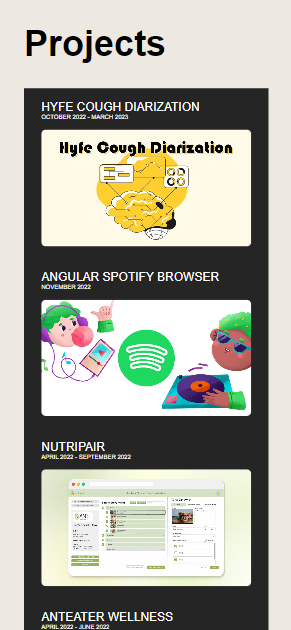 Projects
HYFE COUGH DIARIZATION
OCTOBER 2022 - MARCH 2023
Hyfe Cough Diarization
ANGULAR SPOTIFY BROWSER
NOVEMBER 2022
NUTRIPAIR
APRIL 2022 - SEPTEMBER 2022
ANTEATER WELLNESS
APRIL 2022 - JUNE 2022